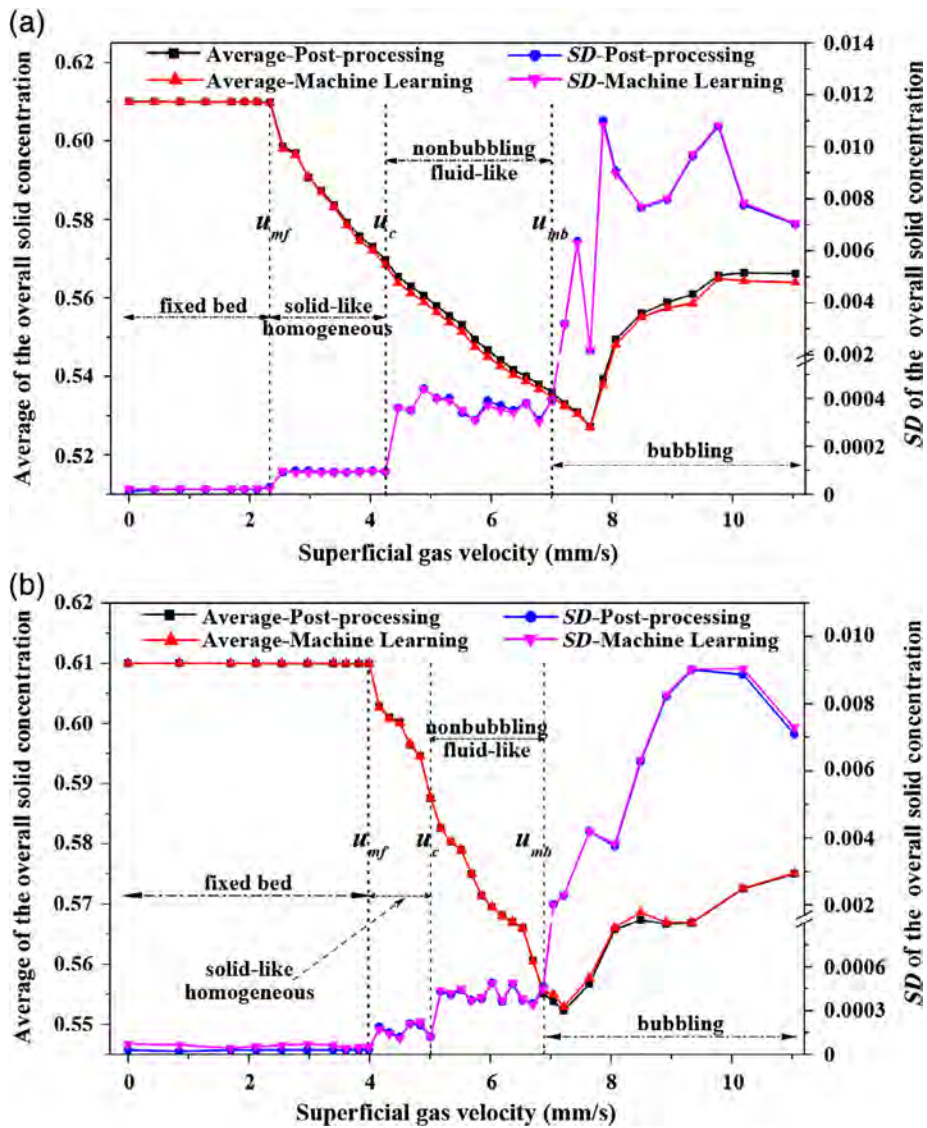 (a)
Average-Post-processing
SD-Post-processing
Average-Machine Learning
SD-Machine Learning
0.62
0.60
0.58
0.56
0.54
0.52
Average of the overall solid concentration
0.014
0.012
0.010
0.008
0.006
0.004
0.002
0.0004
0.0002
0
SD of the overall solid concentration
nonbubbling
fluid-like
u_mf
u_c
u_mb
fixed bed
solid-like
homogeneous
bubbling
0 2 4 6 8 10
Superficial gas velocity (mm/s)
(b)
Average-Post-processing
SD-Post-processing
Average-Machine Learning
SD-Machine Learning
0.62
0.61
0.60
0.59
0.58
0.57
0.56
0.55
Average of the overall solid concentration
0.010
0.008
0.006
0.004
0.002
0.0006
0.0003
0
SD of the overall solid concentration
nonbubbling
fluid-like
u_mf
u_c
u_mb
fixed bed
solid-like
homogeneous
bubbling
0 2 4 6 8 10
Superficial gas velocity (mm/s)